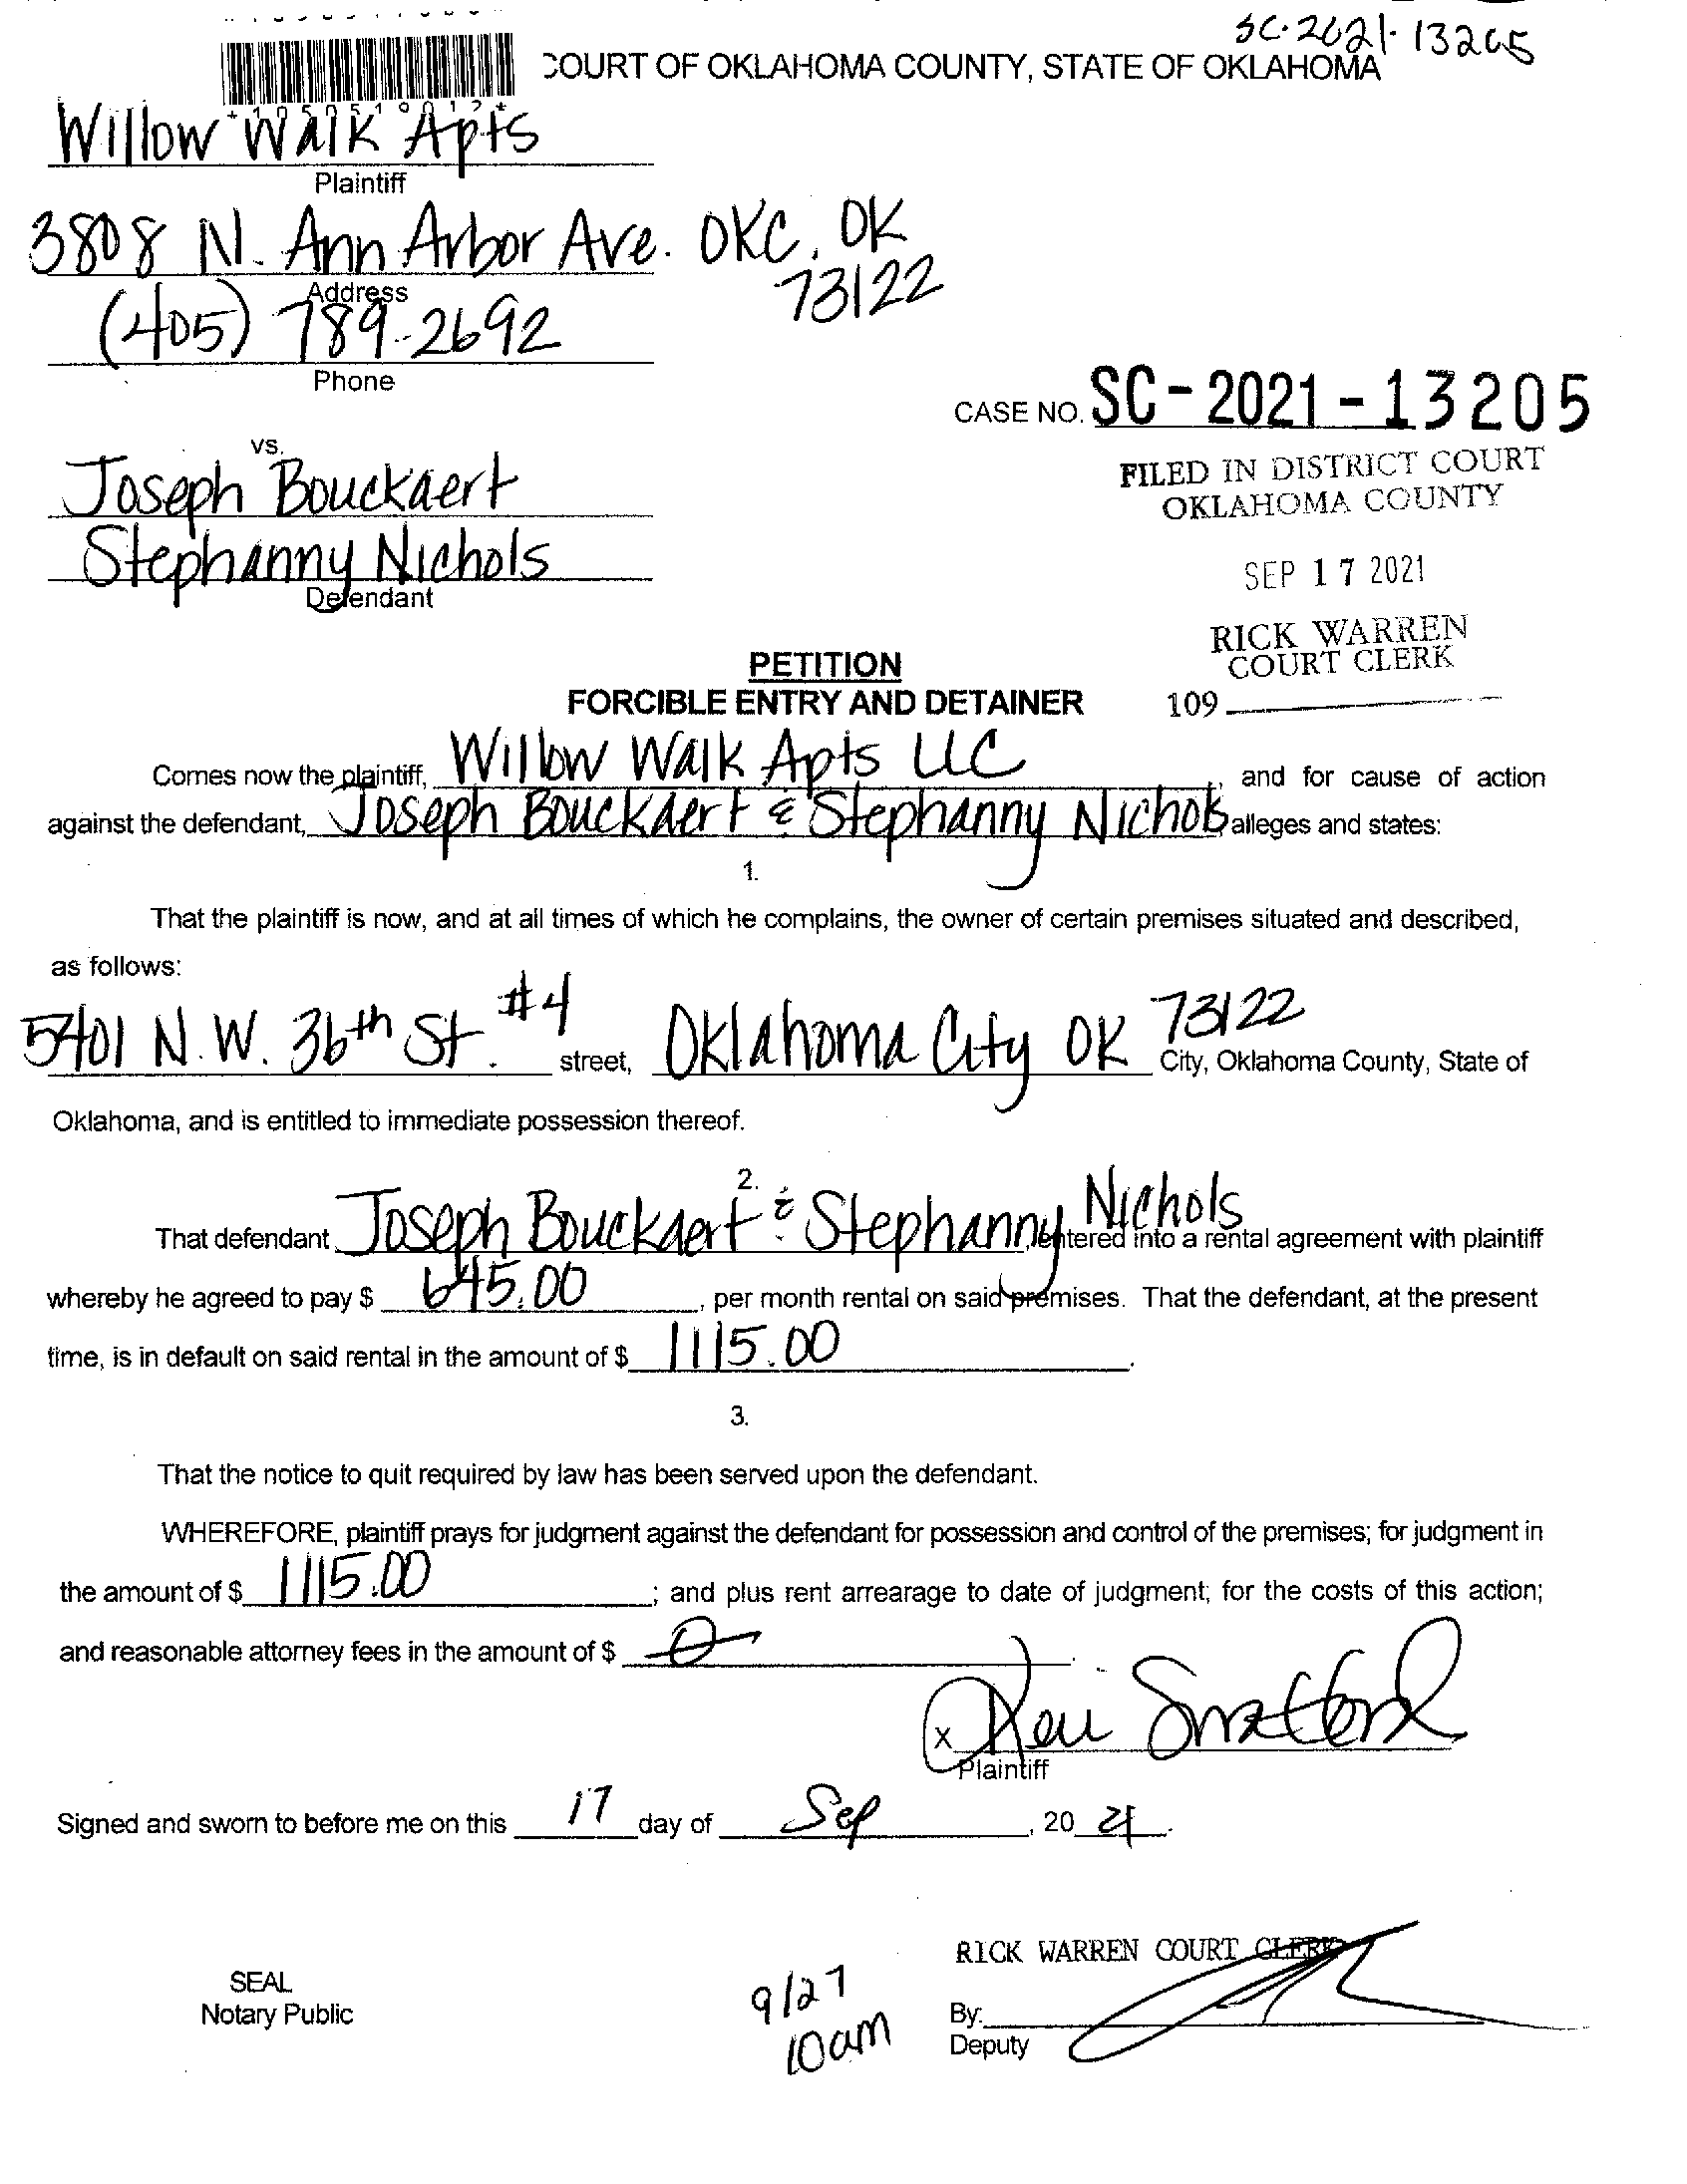 SC-2021-13205
COURT OF OKLAHOMA COUNTY, STATE OF OKLAHOMA
*1050519012*
Willow Walk Apts
Plaintiff
3808 N. Ann Arbor Ave. OKC, OK
73122
Address
(405) 789-2692
Phone
CASE NO. SC-2021-13205
vs.
Joseph Bouckaert
Stephanny Nichols
Defendant
FILED IN DISTRICT COURT
OKLAHOMA COUNTY
SEP 17 2021
RICK WARREN
COURT CLERK
109
PETITION
FORCIBLE ENTRY AND DETAINER
Comes now the plaintiff, Willow Walk Apts LLC, and for cause of action
against the defendant, Joseph Bouckaert & Stephanny Nichols alleges and states:
1.
That the plaintiff is now, and at all times of which he complains, the owner of certain premises situated and described,
as follows:
5401 N.W. 36th St. #4 street, Oklahoma City OK 73122 City, Oklahoma County, State of
Oklahoma, and is entitled to immediate possession thereof.
2.
That defendant Joseph Bouckaert & Stephanny Nichols, entered into a rental agreement with plaintiff
whereby he agreed to pay $ 645.00, per month rental on said premises. That the defendant, at the present
time, is in default on said rental in the amount of $ 1115.00.
3.
That the notice to quit required by law has been served upon the defendant.
WHEREFORE, plaintiff prays for judgment against the defendant for possession and control of the premises; for judgment in
the amount of $ 1115.00; and plus rent arrearage to date of judgment; for the costs of this action;
and reasonable attorney fees in the amount of $ 0.
X
Plaintiff
Signed and sworn to before me on this 17 day of Sep, 20 21.
RICK WARREN COURT CLERK
SEAL
Notary Public
9/27
10am
By:
Deputy